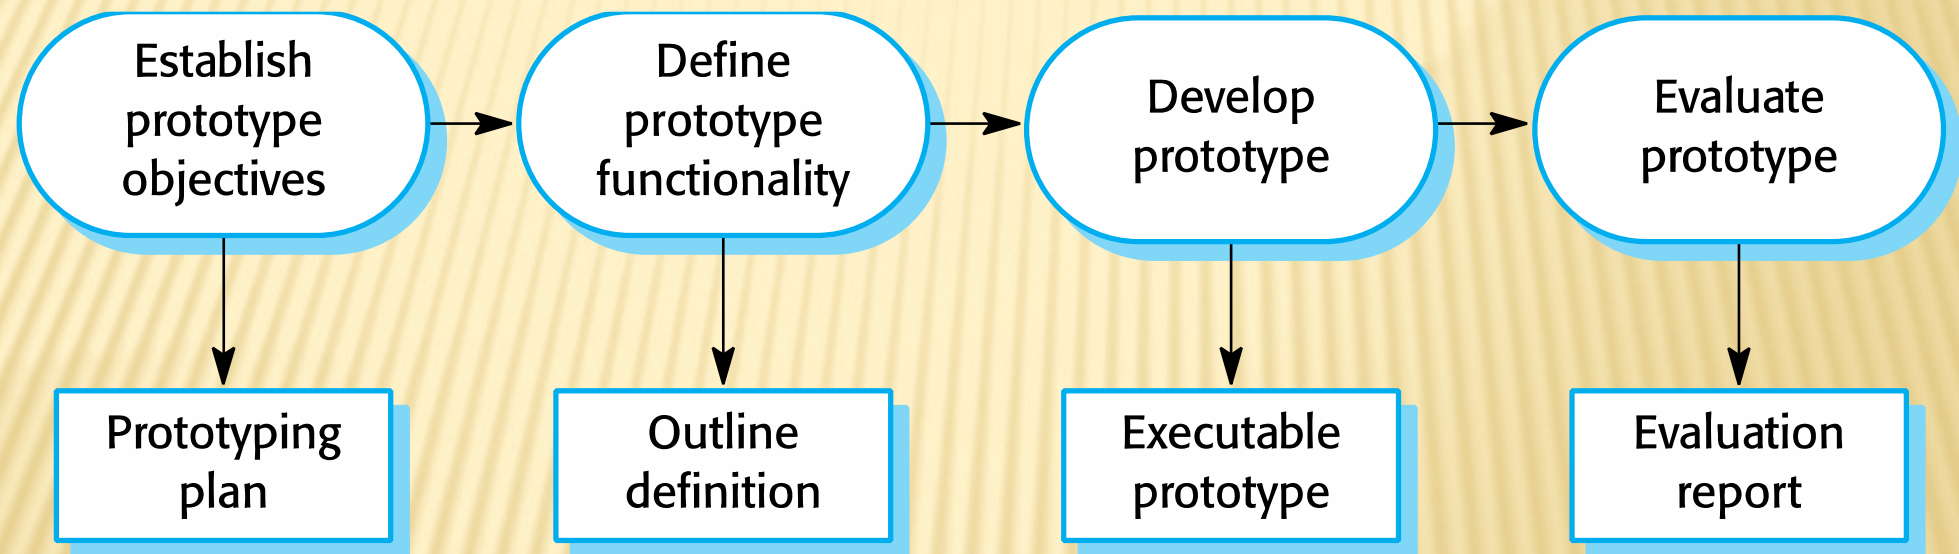 Establish
prototype
objectives
Define
prototype
functionality
Develop
prototype
Evaluate
prototype
Prototyping
plan
Outline
definition
Executable
prototype
Evaluation
report